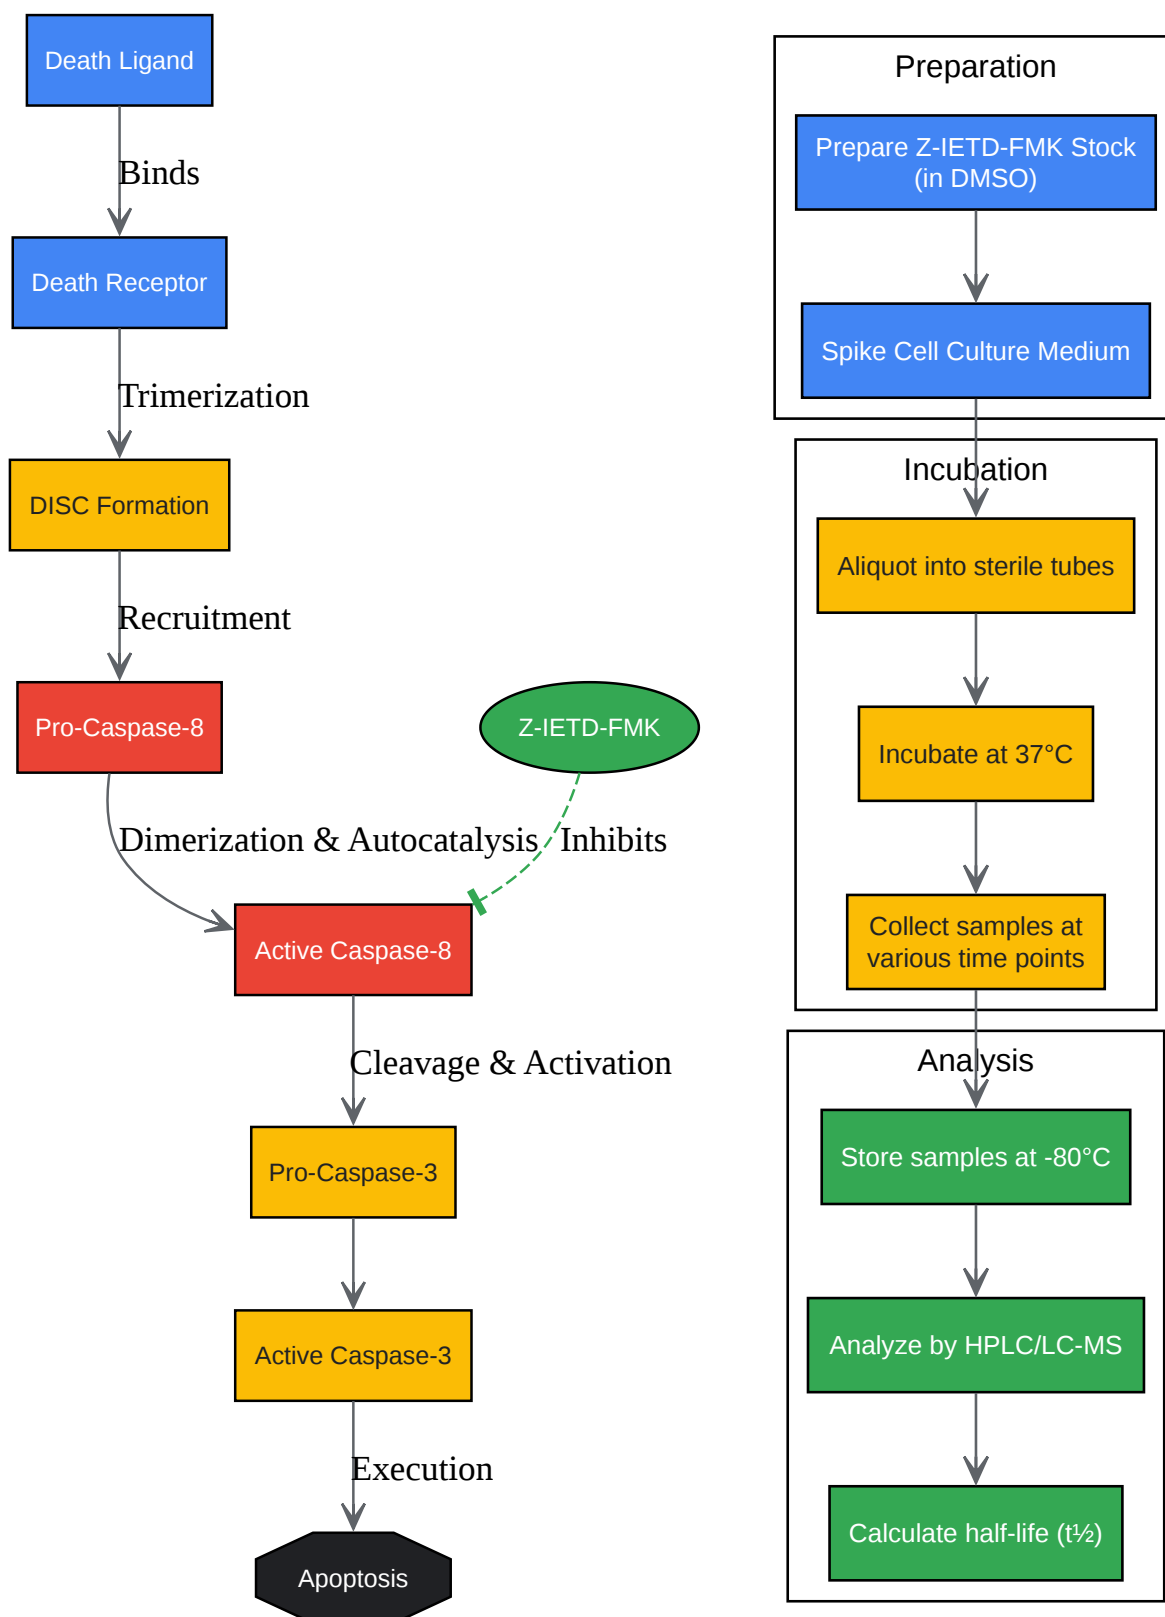 Death Ligand
Binds
Death Receptor
Trimerization
DISC Formation
Recruitment
Pro-Caspase-8
Z-IETD-FMK
Dimerization & Autocatalysis
Inhibits
Active Caspase-8
Cleavage & Activation
Pro-Caspase-3
Active Caspase-3
Execution
Apoptosis
Preparation
Prepare Z-IETD-FMK Stock
(in DMSO)
Spike Cell Culture Medium
Incubation
Aliquot into sterile tubes
Incubate at 37°C
Collect samples at
various time points
Analysis
Store samples at -80°C
Analyze by HPLC/LC-MS
Calculate half-life (t½)